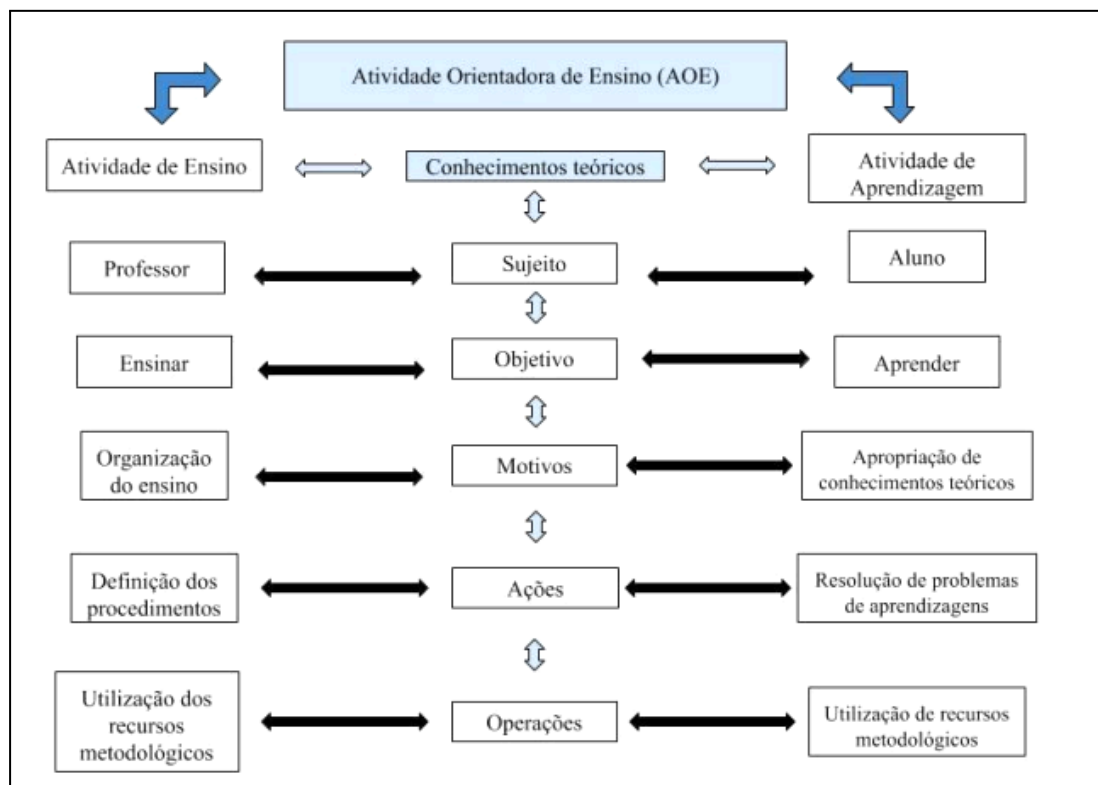 Atividade Orientadora de Ensino (AOE)
Atividade de Ensino
Conhecimentos teóricos
Atividade de
Aprendizagem
Professor
Sujeito
Aluno
Ensinar
Objetivo
Aprender
Organização
do ensino
Motivos
Apropriação de
conhecimentos teóricos
Definição dos
procedimentos
Ações
Resolução de problemas
de aprendizagens
Utilização dos
recursos
metodológicos
Operações
Utilização de recursos
metodológicos